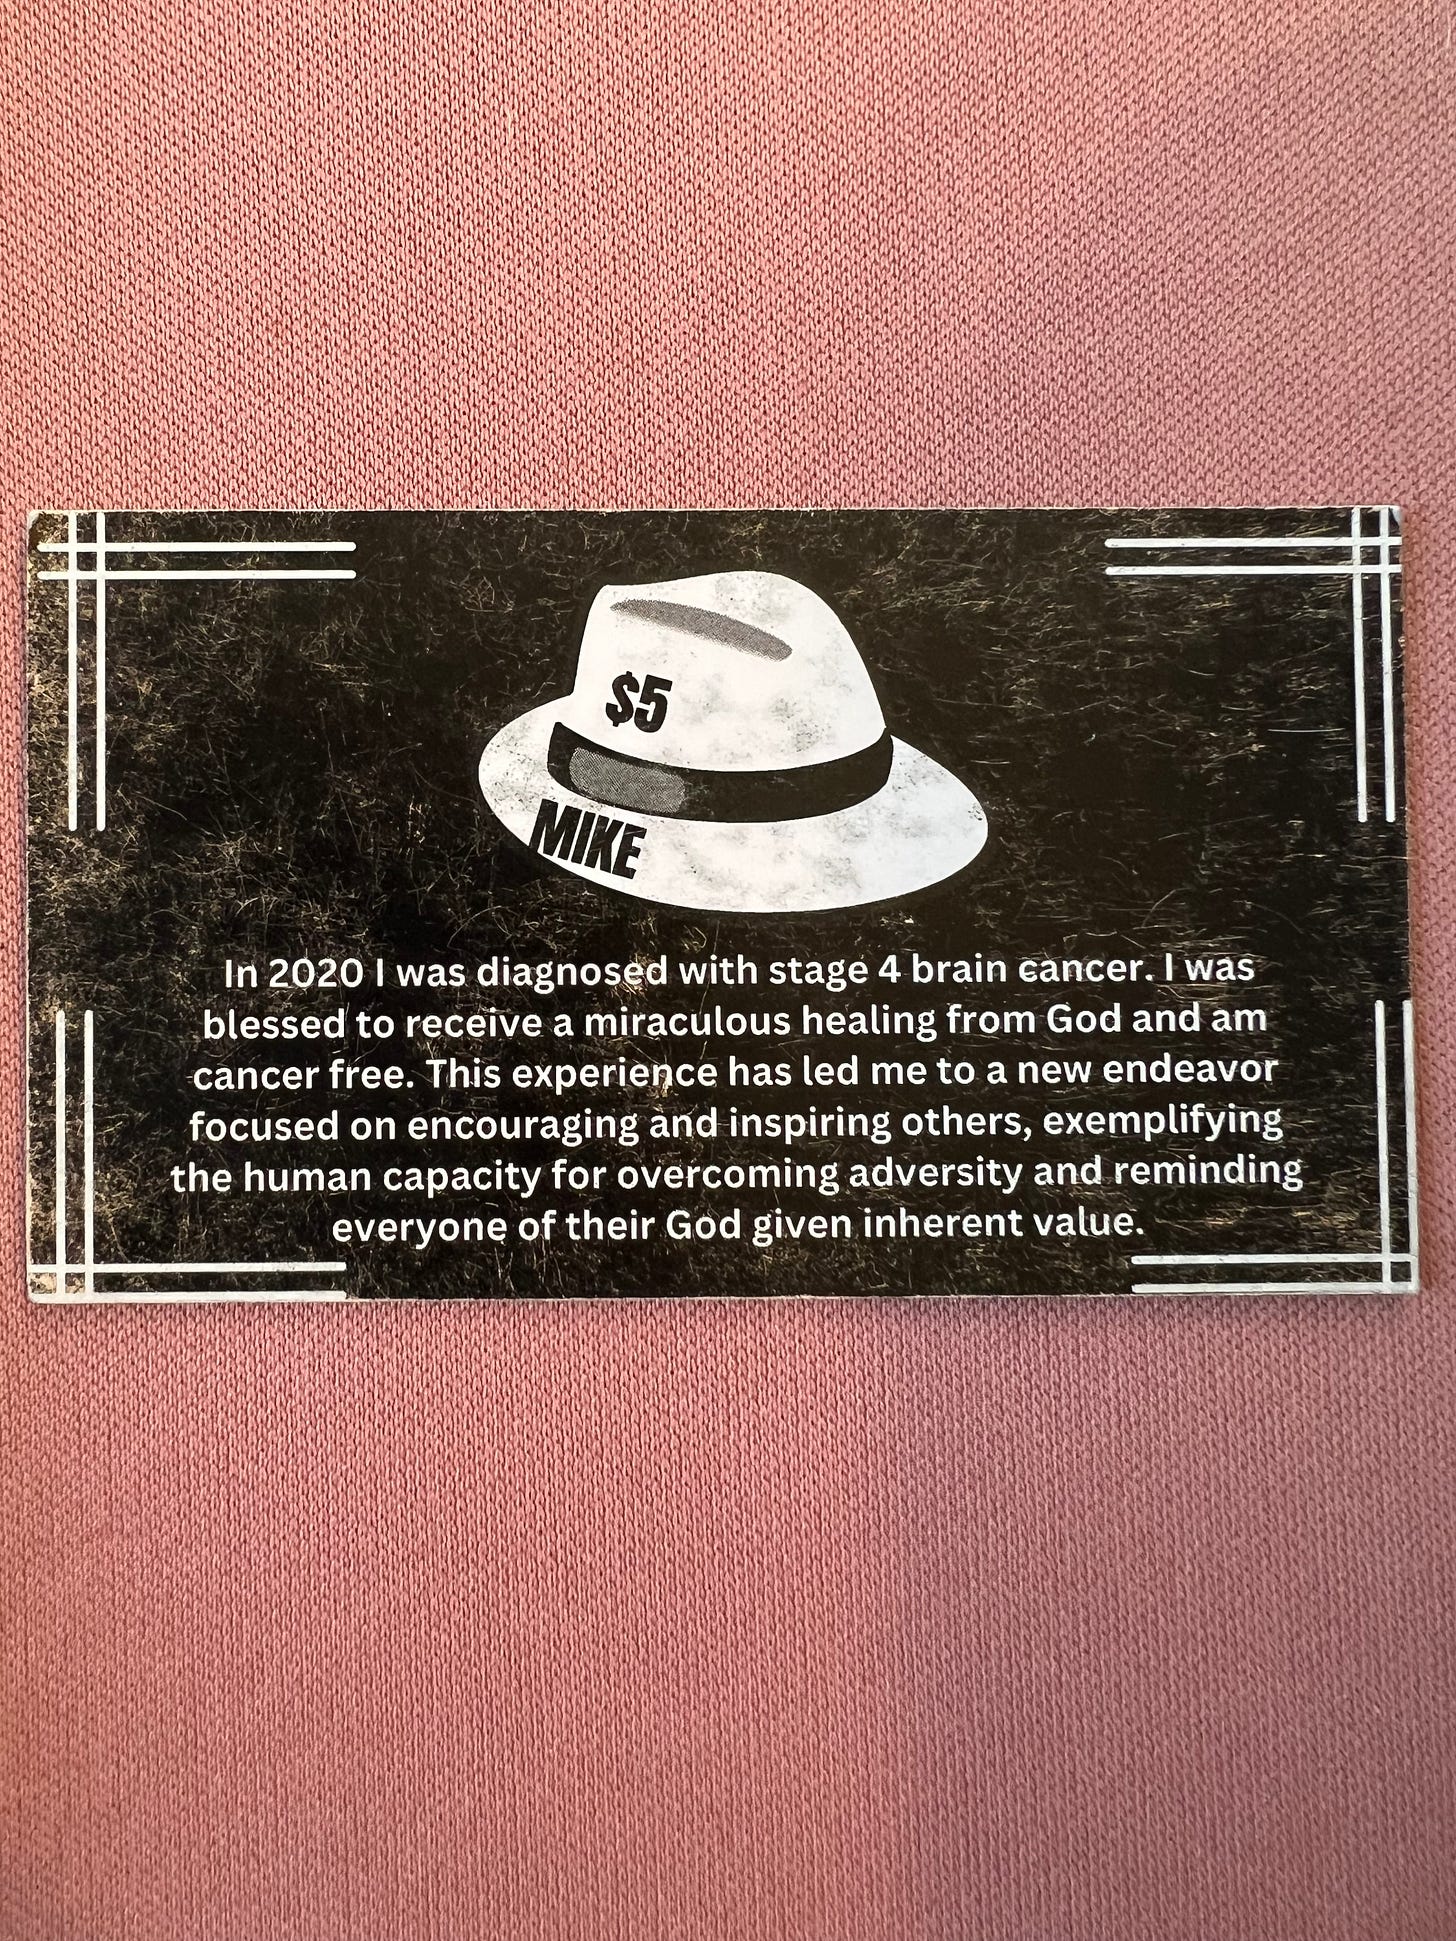 $5
MIKE
In 2020 I was diagnosed with stage 4 brain cancer. I was
blessed to receive a miraculous healing from God and am
cancer free. This experience has led me to a new endeavor
focused on encouraging and inspiring others, exemplifying
the human capacity for overcoming adversity and reminding
everyone of their God given inherent value.